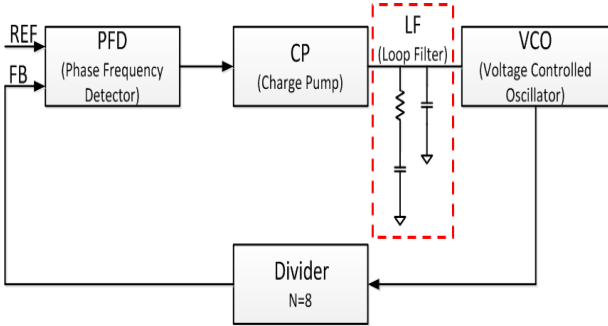 REF
FB
PFD
(Phase Frequency
Detector)
CP
(Charge Pump)
LF
(Loop Filter)
VCO
(Voltage Controlled
Oscillator)
Divider
N=8